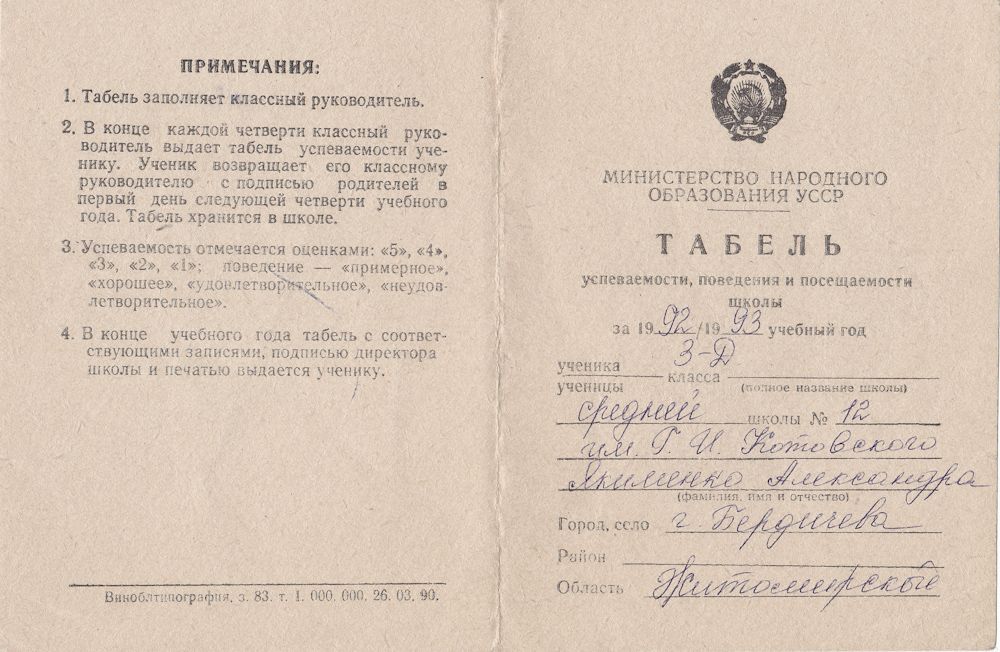 ПРИМЕЧАНИЯ:
1. Табель заполняет классный руководитель.
2. В конце каждой четверти классный руко-
водитель выдает табель успеваемости уче-
нику. Ученик возвращает его классному
руководителю с подписью родителей в
первый день следующей четверти учебного
года. Табель хранится в школе.
3. Успеваемость отмечается оценками: «5», «4»,
«3», «2», «1»; поведение — «примерное»,
«хорошее», «удовлетворительное», «неудов-
летворительное».
4. В конце учебного года табель с соответ-
ствующими записями, подписью директора
школы и печатью выдается ученику.
Виноблтипография, з. 83. т. 1. 000. 000. 26. 03. 90.
МИНИСТЕРСТВО НАРОДНОГО
ОБРАЗОВАНИЯ УССР
ТАБЕЛЬ
успеваемости, поведения и посещаемости
школы
за 1992/1993 учебный год
ученика 3-Д
ученицы класса (полное название школы)
средней школы № 12
им. Г. И. Котовского
Якименко Александра
(фамилия, имя и отчество)
Город, село г. Бердичева
Район
Область Житомирской